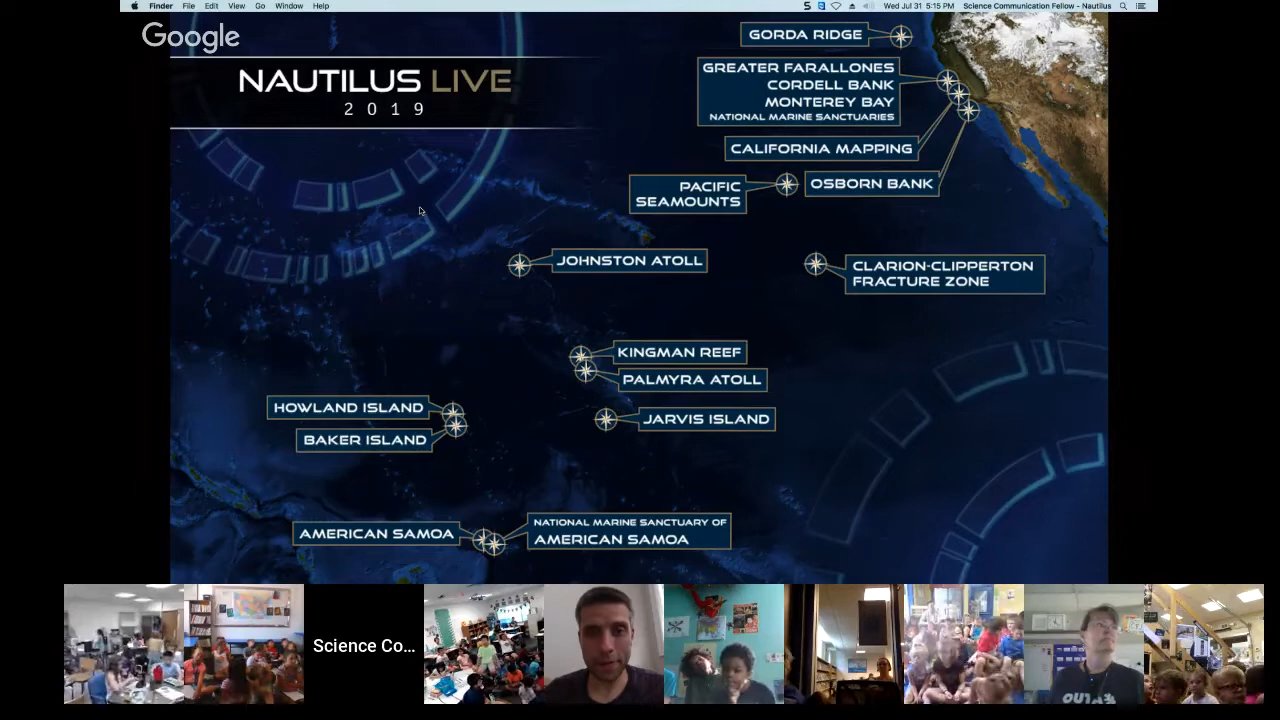 Finder File Edit View Go Window Help
Wed Jul 31 5:15 PM Science Communication Fellow - Nautilus
Google
NAUTILUS LIVE
2019
GORDA RIDGE
GREATER FARALLONES
CORDELL BANK
MONTEREY BAY
NATIONAL MARINE SANCTUARIES
CALIFORNIA MAPPING
PACIFIC
SEAMOUNTS
OSBORN BANK
JOHNSTON ATOLL
CLARION-CLIPPERTON
FRACTURE ZONE
KINGMAN REEF
PALMYRA ATOLL
HOWLAND ISLAND
JARVIS ISLAND
BAKER ISLAND
AMERICAN SAMOA
NATIONAL MARINE SANCTUARY OF
AMERICAN SAMOA
Science Co...